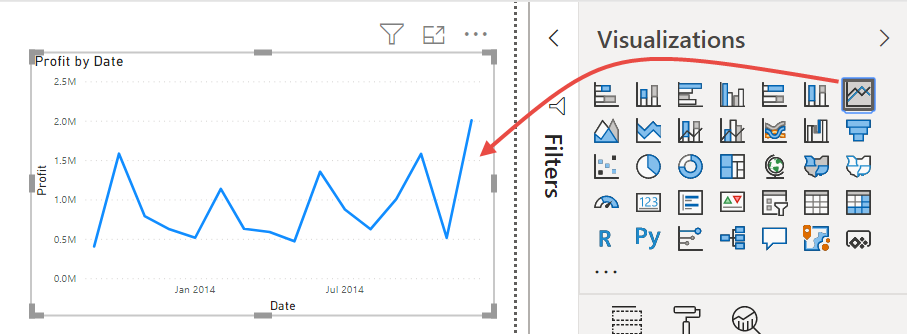 Profit by Date
2.5M
2.0M
1.5M
1.0M
0.5M
0.0M
Profit
Jan 2014
Jul 2014
Date
Filters
Visualizations
123
R
Py